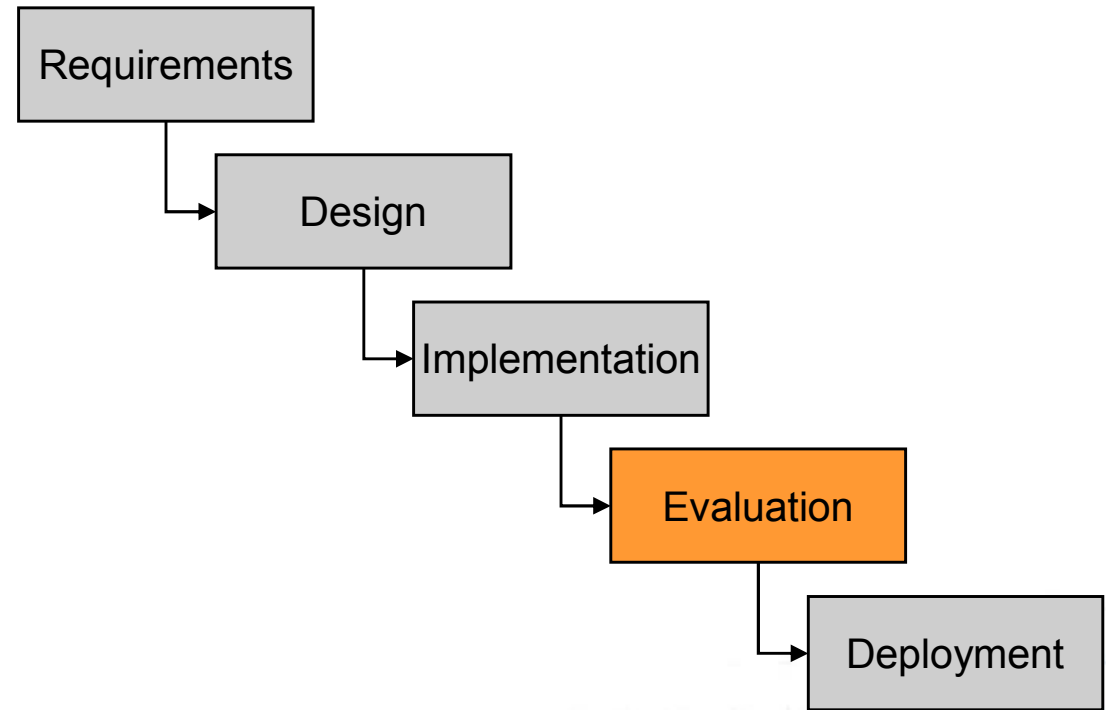 Requirements
Design
Implementation
Evaluation
Deployment